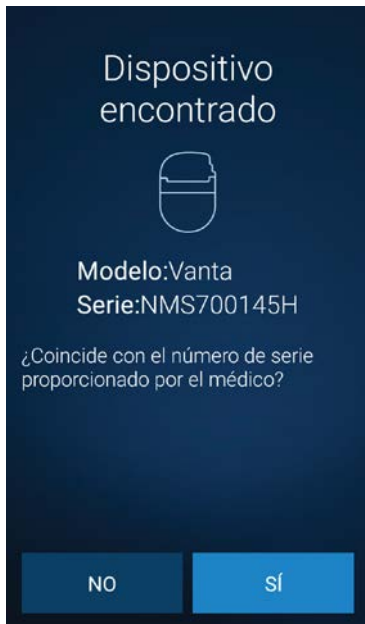 Dispositivo
encontrado
Modelo:Vanta
Serie:NMS700145H
¿Coincide con el número de serie
proporcionado por el médico?
NO
SÍ